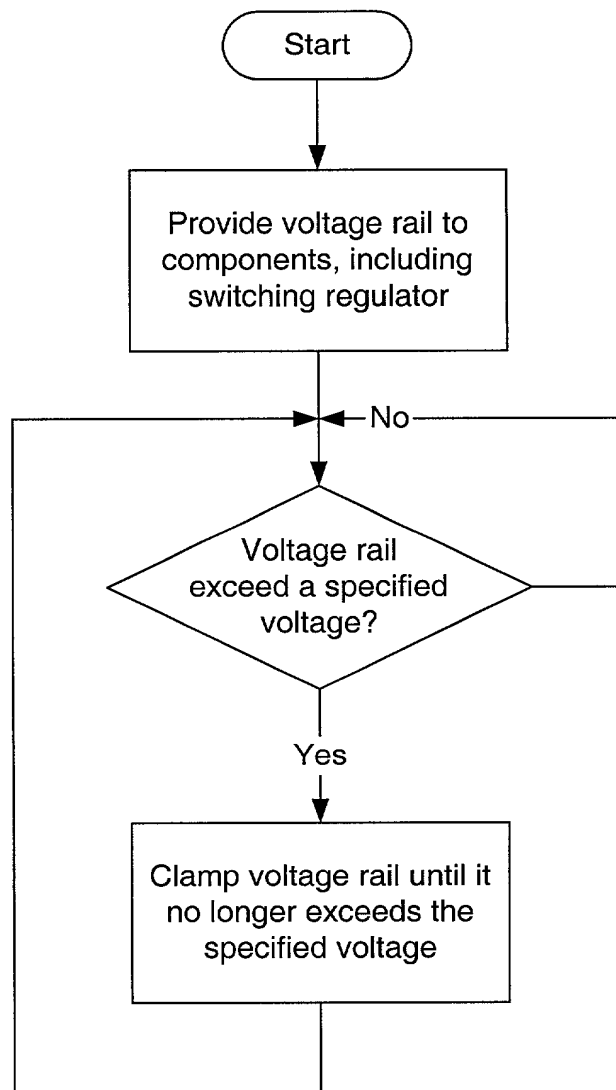 Start
Provide voltage rail to
components, including
switching regulator
No
Voltage rail
exceed a specified
voltage?
Yes
Clamp voltage rail until it
no longer exceeds the
specified voltage